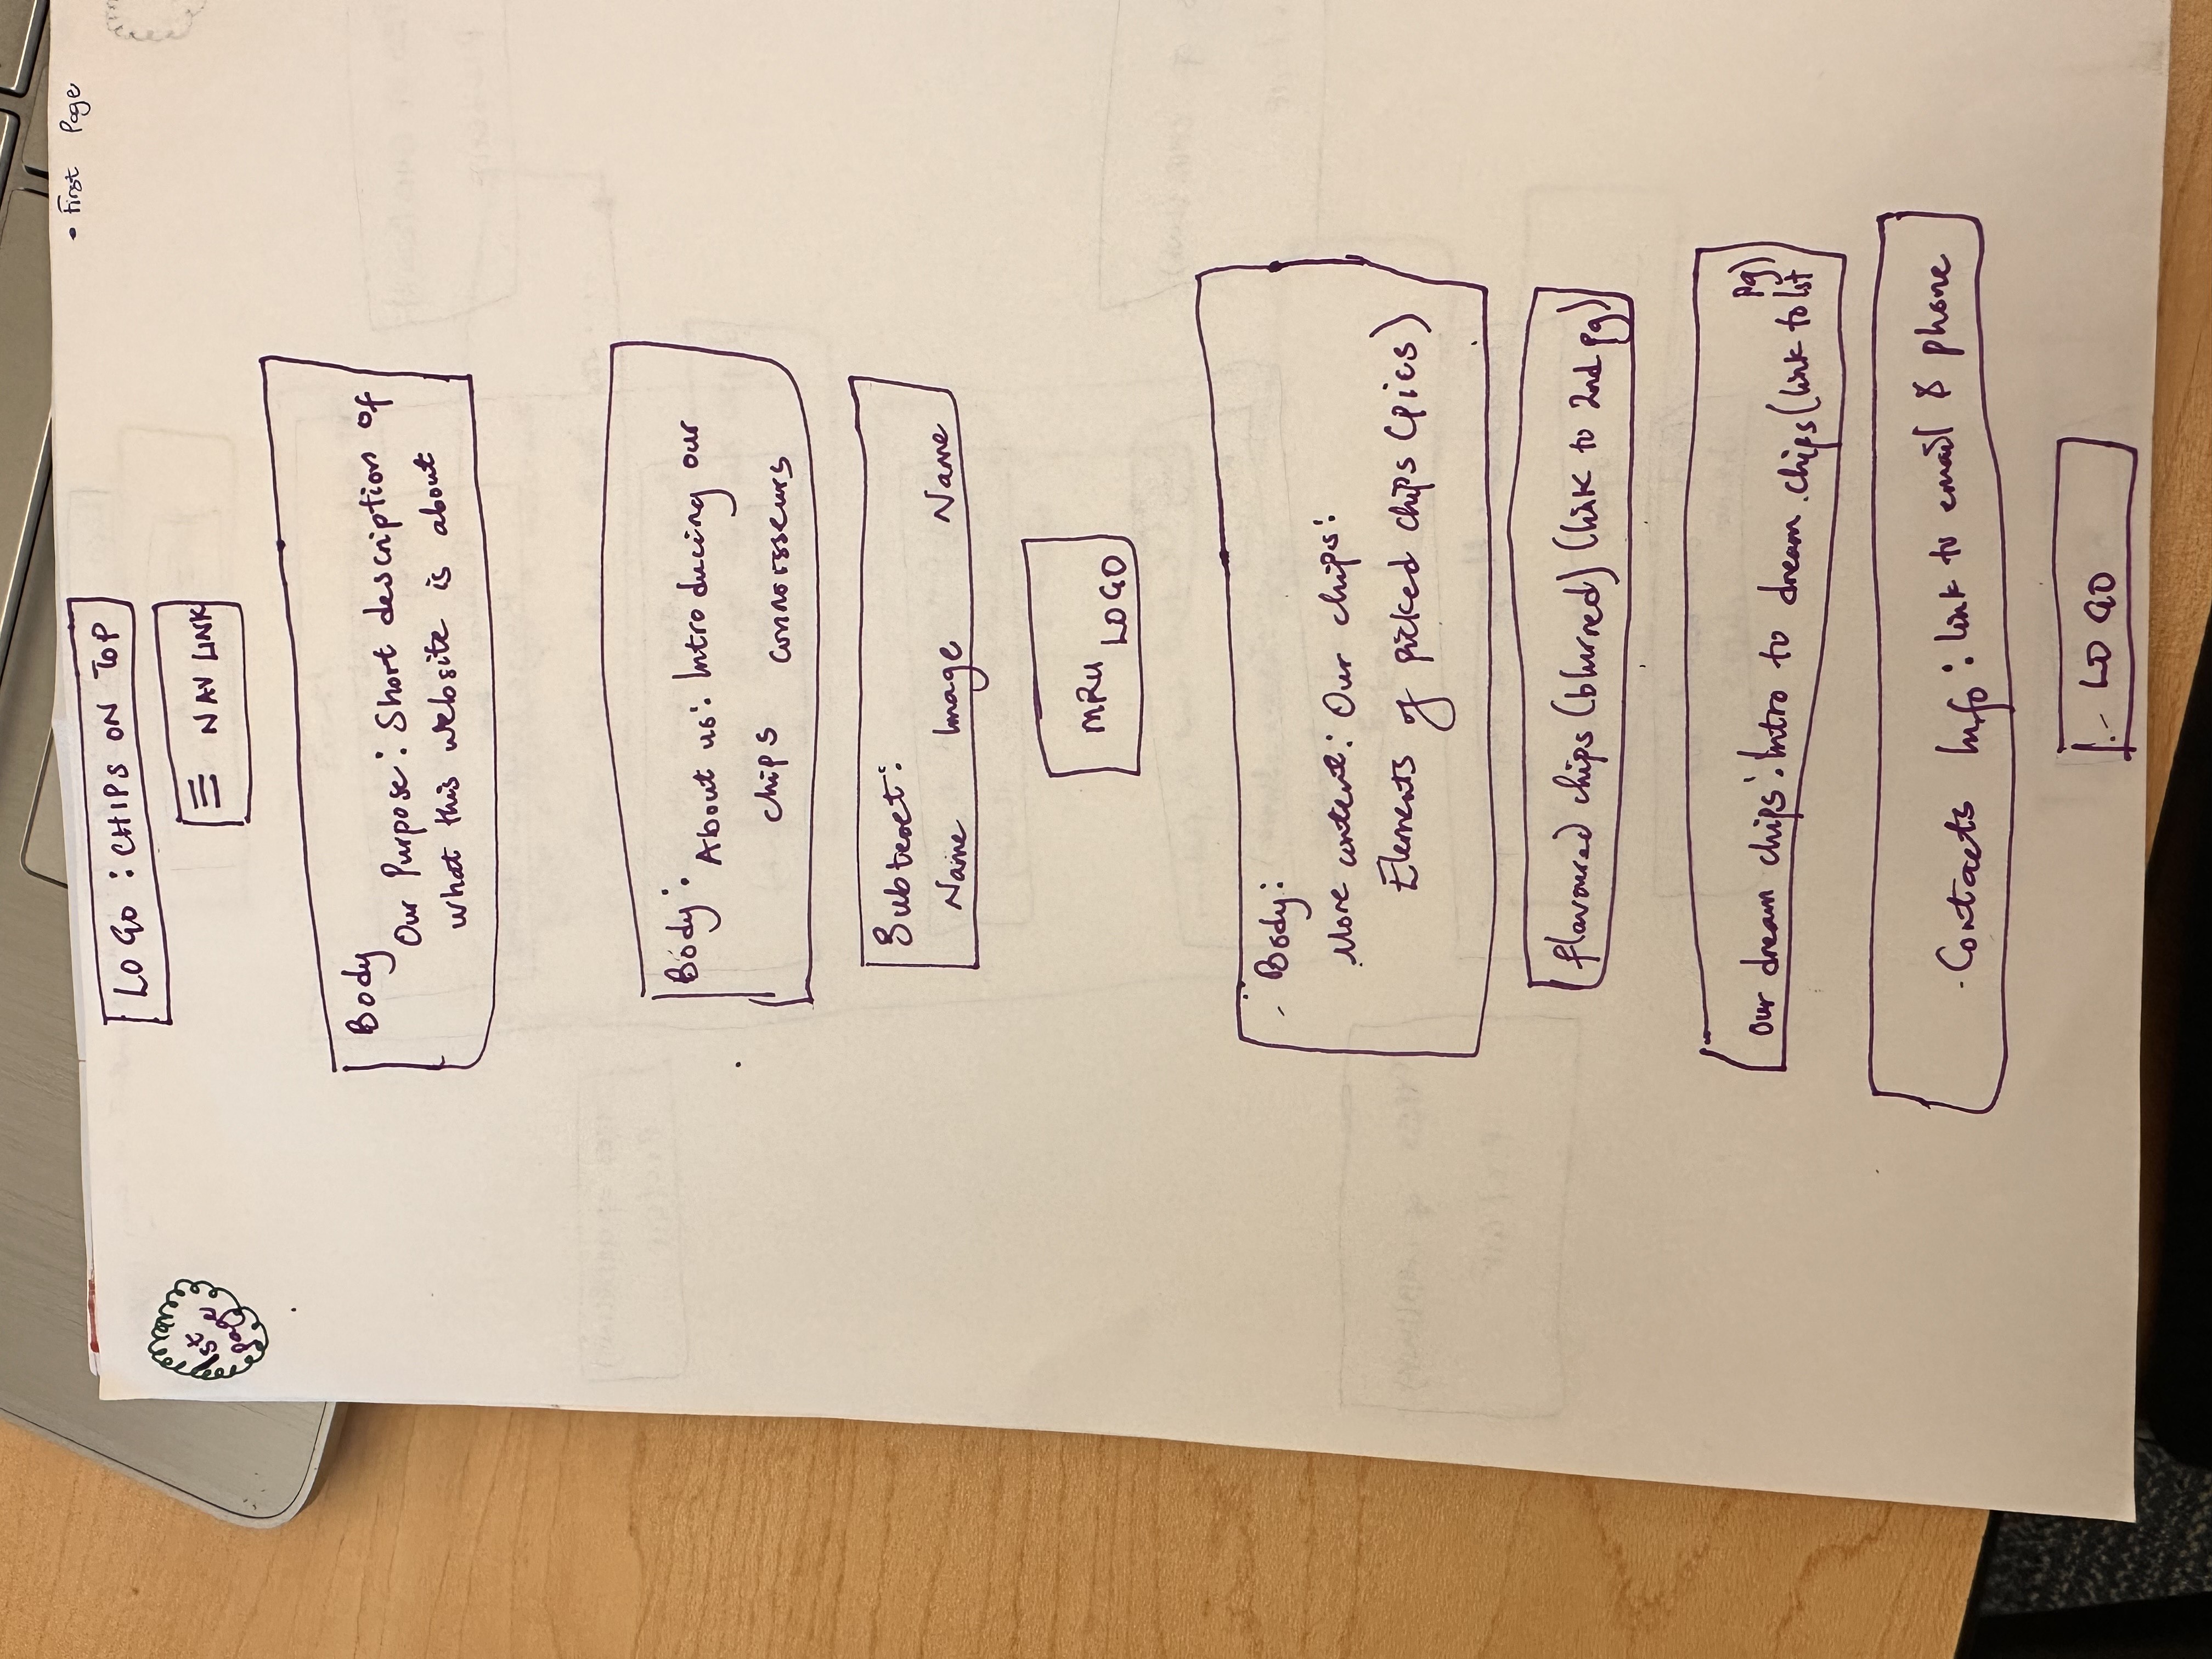 • First Page
LOGO : CHIPS ON TOP
1st
page
NAV LINK
Body
Our Purpose : Short description of
what this website is about
Body :
About us : Introducing our
chips connoisseurs
Subtext :
Name Image Name
MRU
LOGO
Body :
More content : Our chips :
Elements of picked chips (pics)
flavoured chips (blurred) (link to 2nd pg)
our dream chips : Intro to dream chips (link to 1st
pg)
Contacts Info : link to email & phone
LOGO